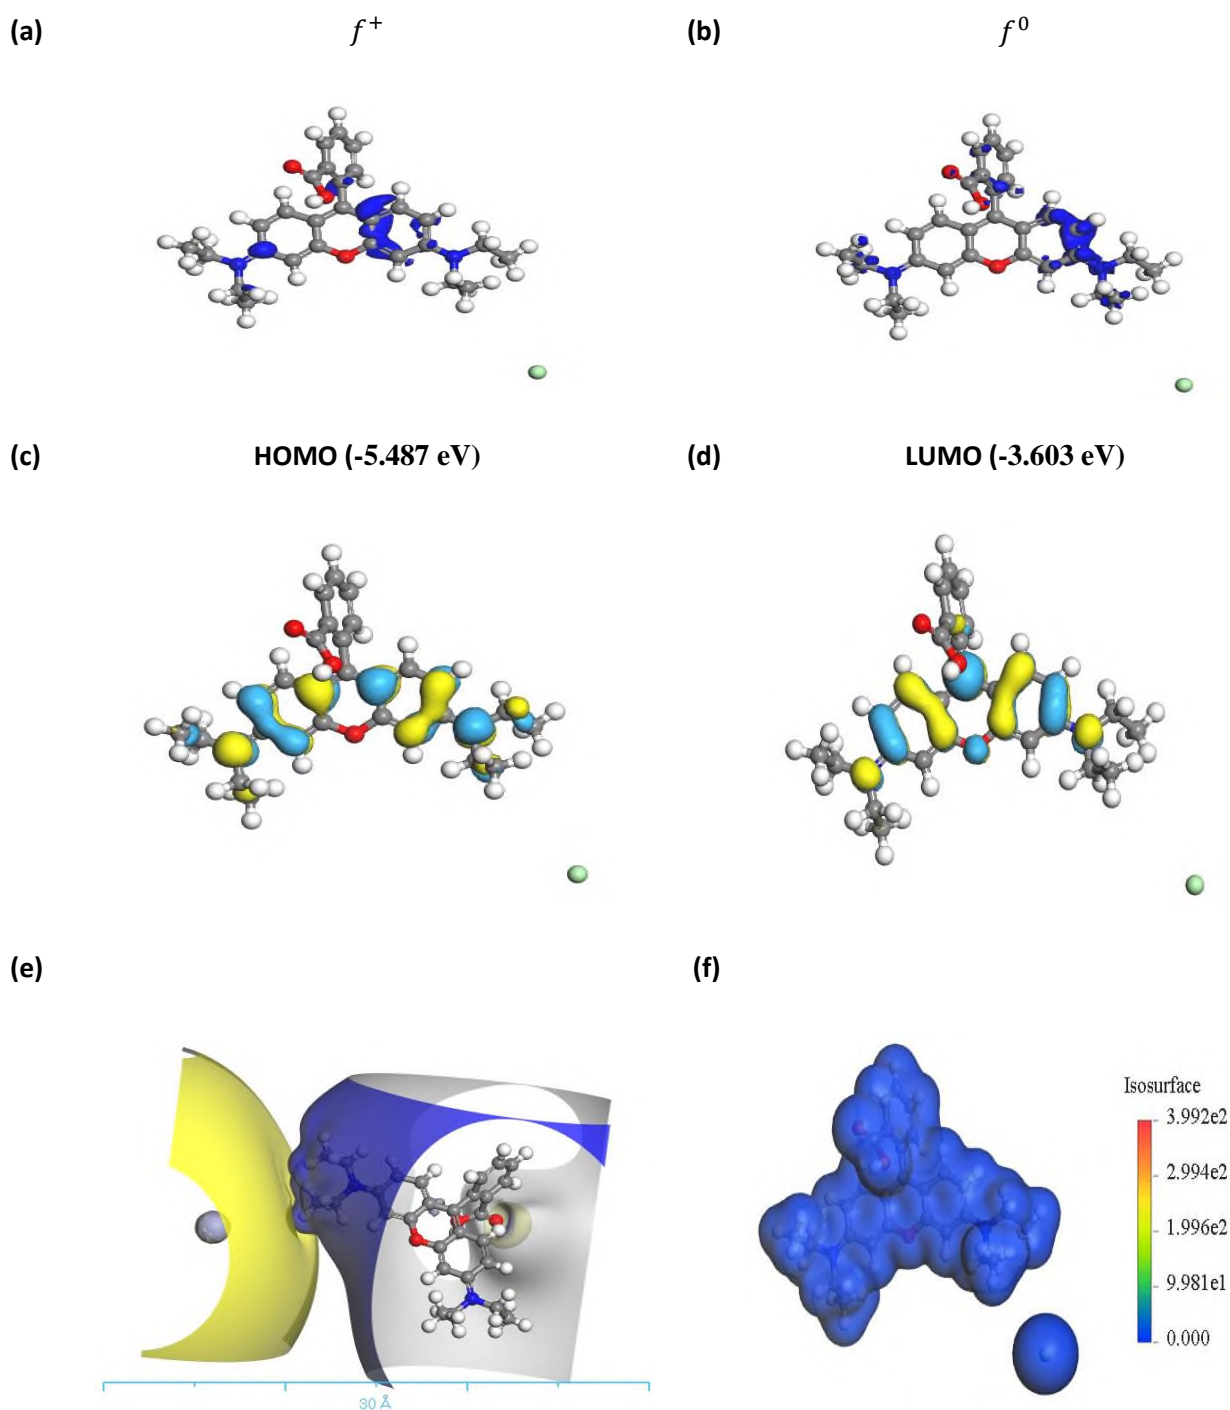 (a) f⁺ (b) f⁰
(c) HOMO (-5.487 eV) (d) LUMO (-3.603 eV)
(e) (f)
Isosurface
3.992e2
2.994e2
1.996e2
9.981e1
0.000
30 Å